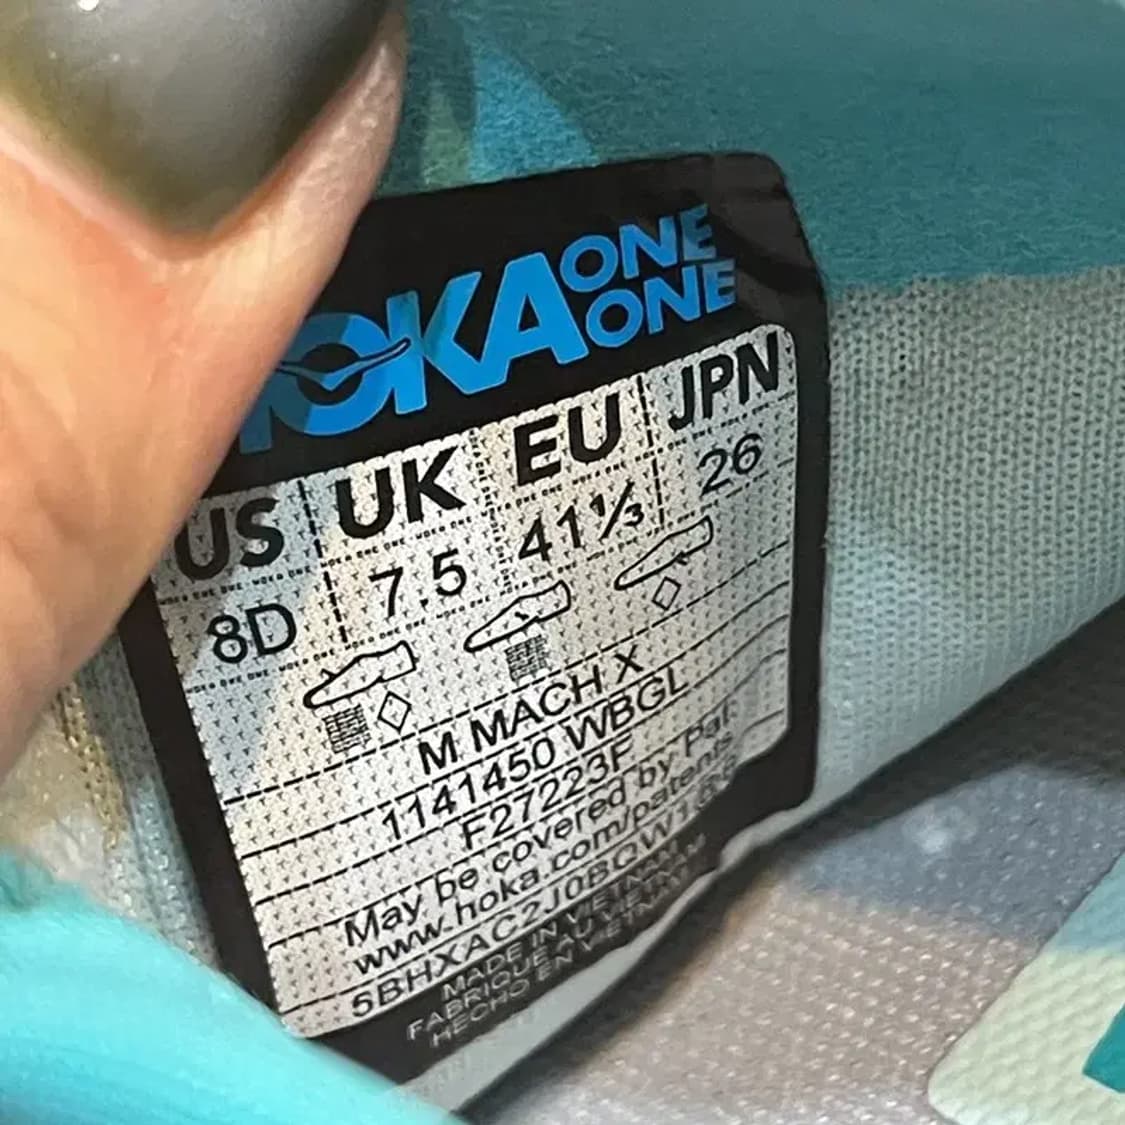 HOKA ONE ONE
US UK EU JPN
8D 7.5 41⅓ 26
M MACH X
1141450 WBGL
F27223F
May be covered by Pat.
www.hoka.com/patents
MADE IN VIETNAM
FABRIQUÉ AU VIETNAM
HECHO EN VIETNAM